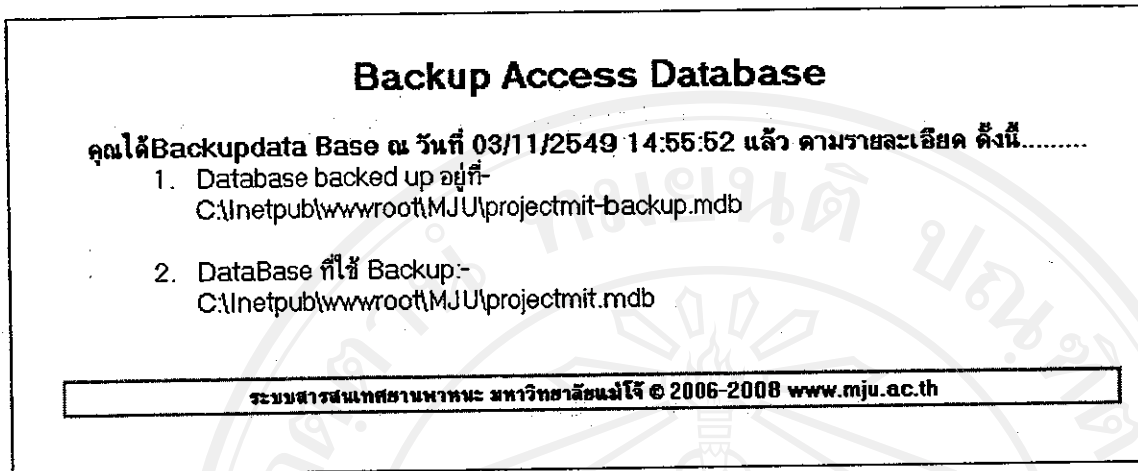 Backup Access Database
คุณได้Backupdata Base ณ วันที่ 03/11/2549 14:55:52 แล้ว ตามรายละเอียด ดั้งนี้.........
1. Database backed up อยู่ที่-
C:\Inetpub\wwwroot\MJU\projectmit-backup.mdb
2. DataBase ที่ใช้ Backup:-
C:\Inetpub\wwwroot\MJU\projectmit.mdb
ระบบสารสนเทศยานพาหนะ มหาวิทยาลัยแม่โจ้ © 2006-2008 www.mju.ac.th